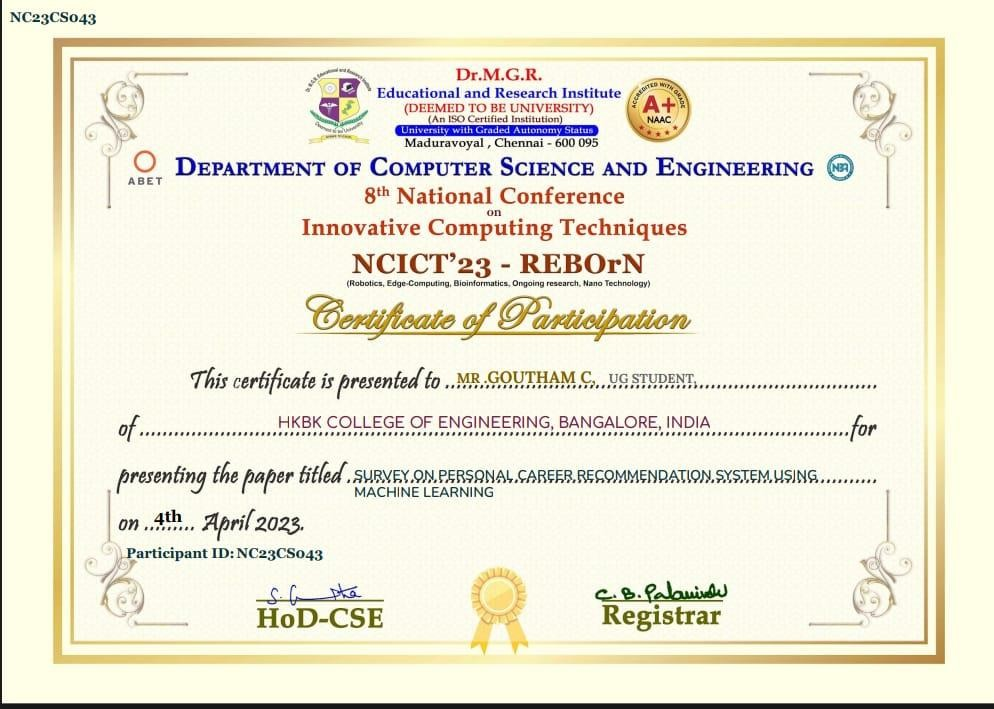 NC23CS043
Dr.M.G.R.
Educational and Research Institute
(DEEMED TO BE UNIVERSITY)
(An ISO Certified Institution)
University with Graded Autonomy Status
Maduravoyal , Chennai - 600 095
ACCREDITED WITH GRADE
A+
NAAC
ABET
DEPARTMENT OF COMPUTER SCIENCE AND ENGINEERING
NBA
8th National Conference
on
Innovative Computing Techniques
NCICT’23 - REBOrN
(Robotics, Edge-Computing, Bioinformatics, Ongoing research, Nano Technology)
Certificate of Participation
This certificate is presented to ..MR .GOUTHAM C, UG STUDENT,
of HKBK COLLEGE OF ENGINEERING, BANGALORE, INDIA for
presenting the paper titled . SURVEY ON PERSONAL CAREER RECOMMENDATION SYSTEM USING
MACHINE LEARNING
on 4th April 2023.
Participant ID: NC23CS043
HoD-CSE
C. B. Palanivelu
Registrar